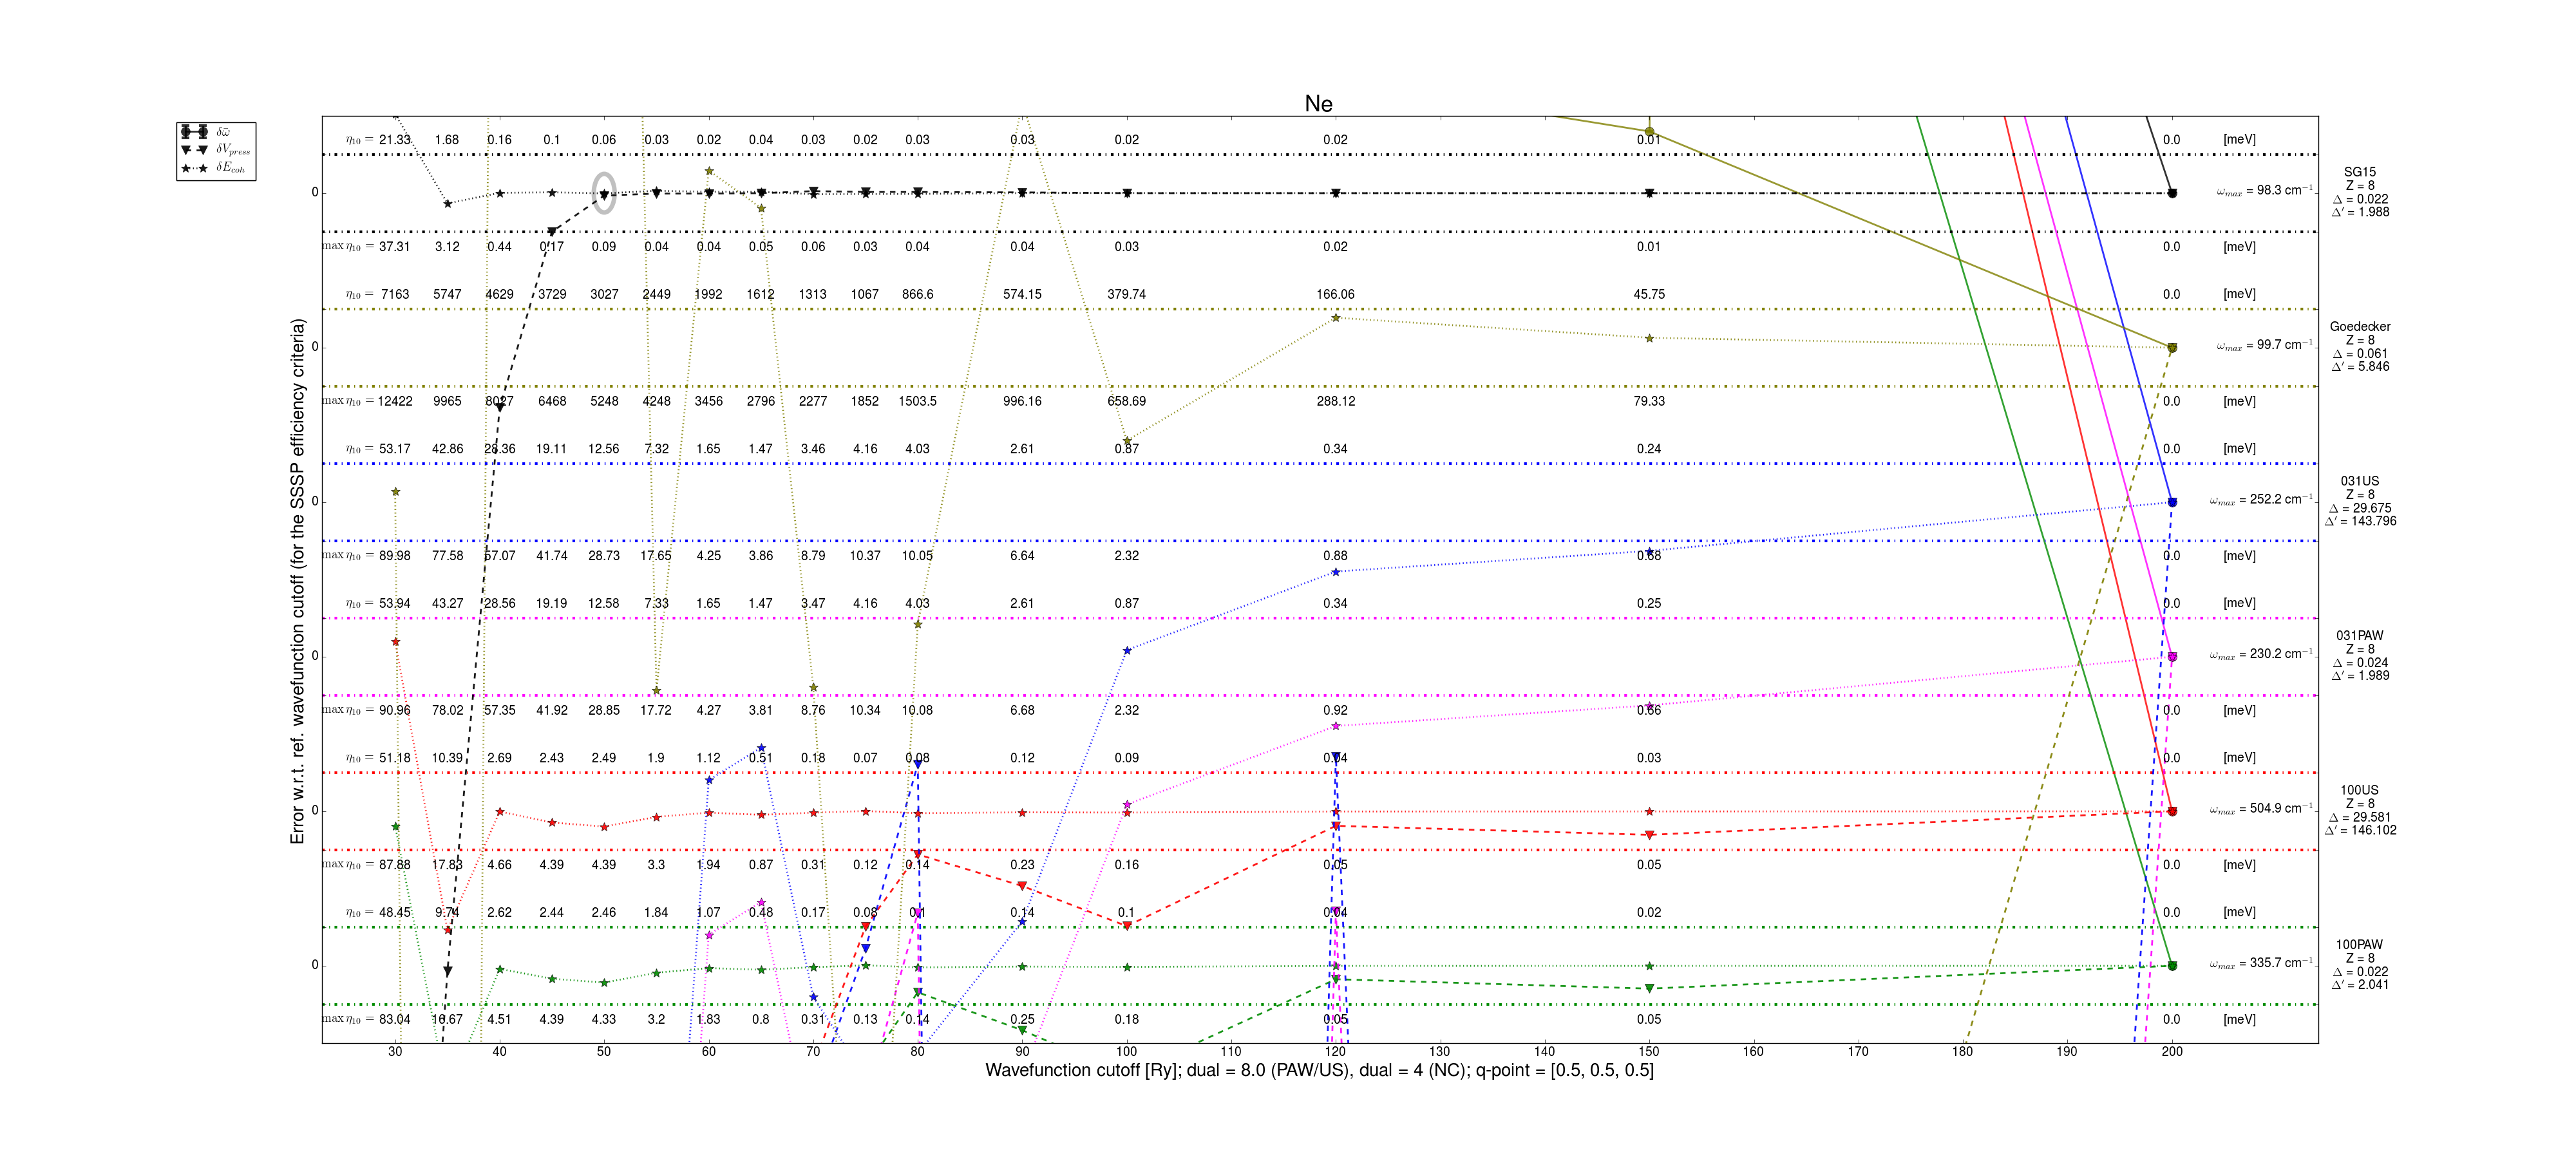 Ne
δω̄
δV_press
δE_coh
Error w.r.t. ref. wavefunction cutoff (for the SSSP efficiency criteria)
η₁₀ = 21.33 1.68 0.16 0.1 0.06 0.03 0.02 0.04 0.03 0.02 0.03 0.03 0.02 0.02 0.01 0.0 [meV]
0 ω_max = 98.3 cm⁻¹
max η₁₀ = 37.31 3.12 0.44 0.17 0.09 0.04 0.04 0.05 0.06 0.03 0.04 0.04 0.03 0.02 0.01 0.0 [meV]
SG15
Z = 8
Δ = 0.022
Δ′ = 1.988
η₁₀ = 7163 5747 4629 3729 3027 2449 1992 1612 1313 1067 866.6 574.15 379.74 166.06 45.75 0.0 [meV]
0 ω_max = 99.7 cm⁻¹
max η₁₀ = 12422 9965 8027 6468 5248 4248 3456 2796 2277 1852 1503.5 996.16 658.69 288.12 79.33 0.0 [meV]
Goedecker
Z = 8
Δ = 0.061
Δ′ = 5.846
η₁₀ = 53.17 42.86 28.36 19.11 12.56 7.32 1.65 1.47 3.46 4.16 4.03 2.61 0.87 0.34 0.24 0.0 [meV]
0 ω_max = 252.2 cm⁻¹
max η₁₀ = 89.98 77.58 57.07 41.74 28.73 17.65 4.25 3.86 8.79 10.37 10.05 6.64 2.32 0.88 0.68 0.0 [meV]
031US
Z = 8
Δ = 29.675
Δ′ = 143.796
η₁₀ = 53.94 43.27 28.56 19.19 12.58 7.33 1.65 1.47 3.47 4.16 4.03 2.61 0.87 0.34 0.25 0.0 [meV]
0 ω_max = 230.2 cm⁻¹
max η₁₀ = 90.96 78.02 57.35 41.92 28.85 17.72 4.27 3.81 8.76 10.34 10.08 6.68 2.32 0.92 0.66 0.0 [meV]
031PAW
Z = 8
Δ = 0.024
Δ′ = 1.989
η₁₀ = 51.18 10.39 2.69 2.43 2.49 1.9 1.12 0.51 0.18 0.07 0.08 0.12 0.09 0.04 0.03 0.0 [meV]
0 ω_max = 504.9 cm⁻¹
max η₁₀ = 87.88 17.83 4.66 4.39 4.39 3.3 1.94 0.87 0.31 0.12 0.14 0.23 0.16 0.05 0.05 0.0 [meV]
100US
Z = 8
Δ = 29.581
Δ′ = 146.102
η₁₀ = 48.45 9.74 2.62 2.44 2.46 1.84 1.07 0.48 0.17 0.08 0.1 0.14 0.1 0.04 0.02 0.0 [meV]
0 ω_max = 335.7 cm⁻¹
max η₁₀ = 83.04 16.67 4.51 4.39 4.33 3.2 1.83 0.8 0.31 0.13 0.14 0.25 0.18 0.05 0.05 0.0 [meV]
100PAW
Z = 8
Δ = 0.022
Δ′ = 2.041
30 40 50 60 70 80 90 100 110 120 130 140 150 160 170 180 190 200
Wavefunction cutoff [Ry]; dual = 8.0 (PAW/US), dual = 4 (NC); q-point = [0.5, 0.5, 0.5]